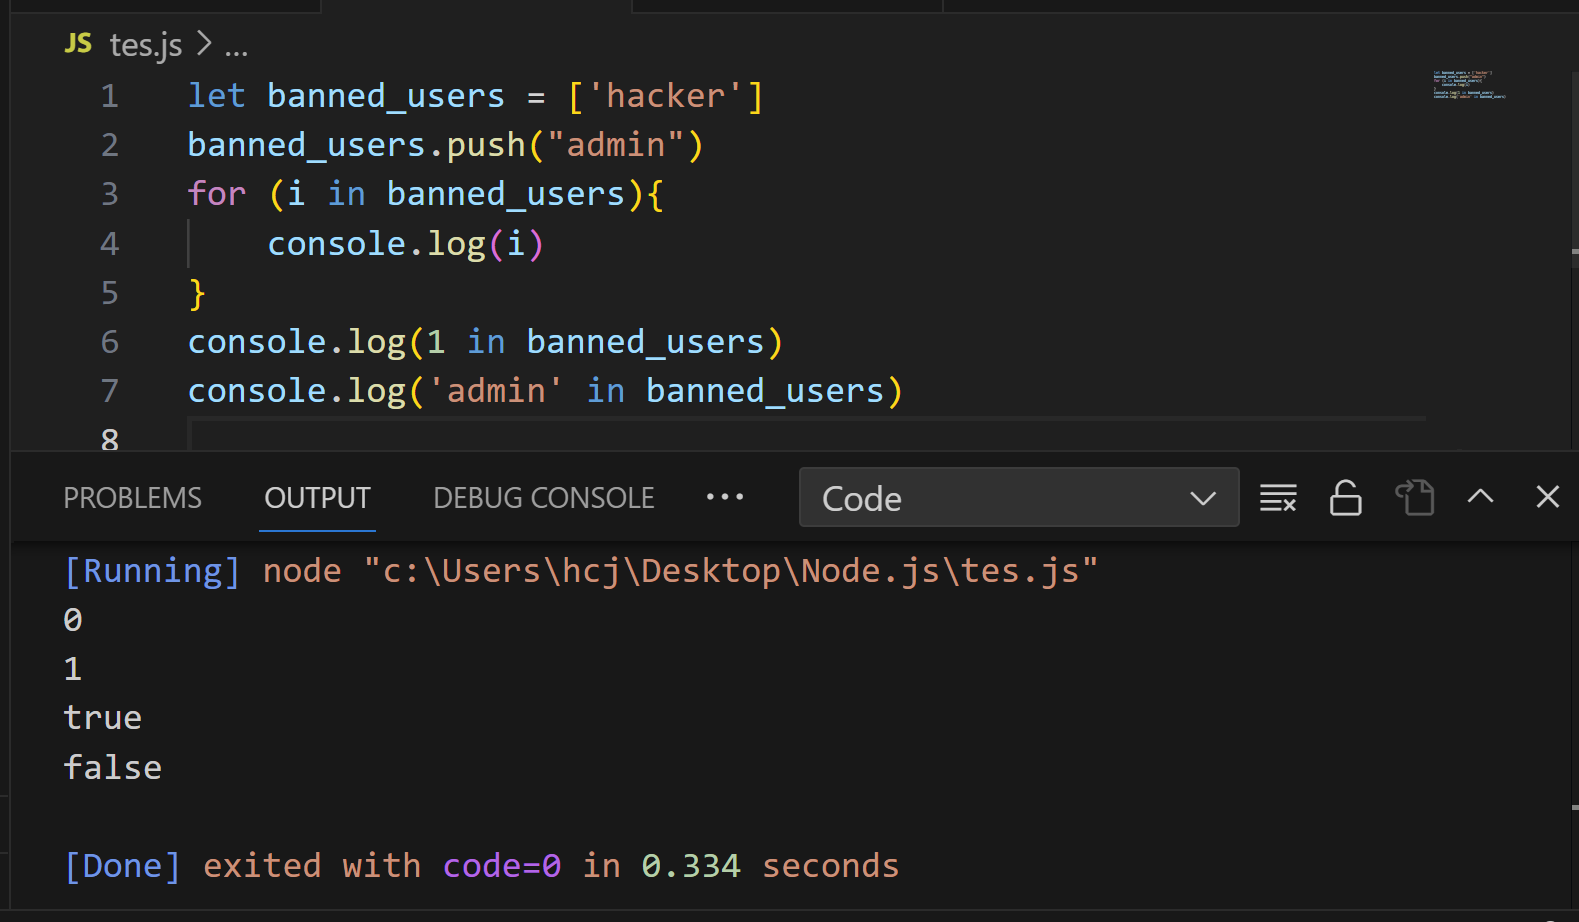 JS tes.js > ...
1 let banned_users = ['hacker']
2 banned_users.push("admin")
3 for (i in banned_users){
4     console.log(i)
5 }
6 console.log(1 in banned_users)
7 console.log('admin' in banned_users)
8
PROBLEMS OUTPUT DEBUG CONSOLE ··· Code
[Running] node "c:\Users\hcj\Desktop\Node.js\tes.js"
0
1
true
false
[Done] exited with code=0 in 0.334 seconds